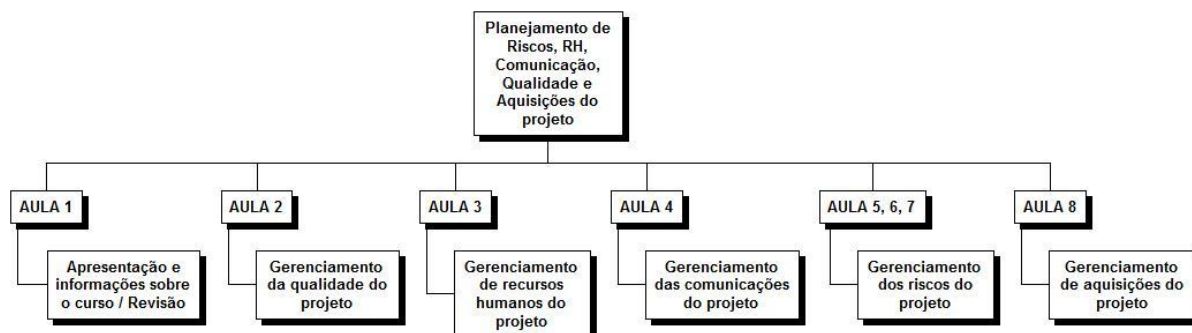 Planejamento de
Riscos, RH,
Comunicação,
Qualidade e
Aquisições do
projeto
AULA 1
AULA 2
AULA 3
AULA 4
AULA 5, 6, 7
AULA 8
Apresentação e
informações sobre
o curso / Revisão
Gerenciamento
da qualidade do
projeto
Gerenciamento
de recursos
humanos do
projeto
Gerenciamento
das comunicações
do projeto
Gerenciamento
dos riscos do
projeto
Gerenciamento
de aquisições do
projeto